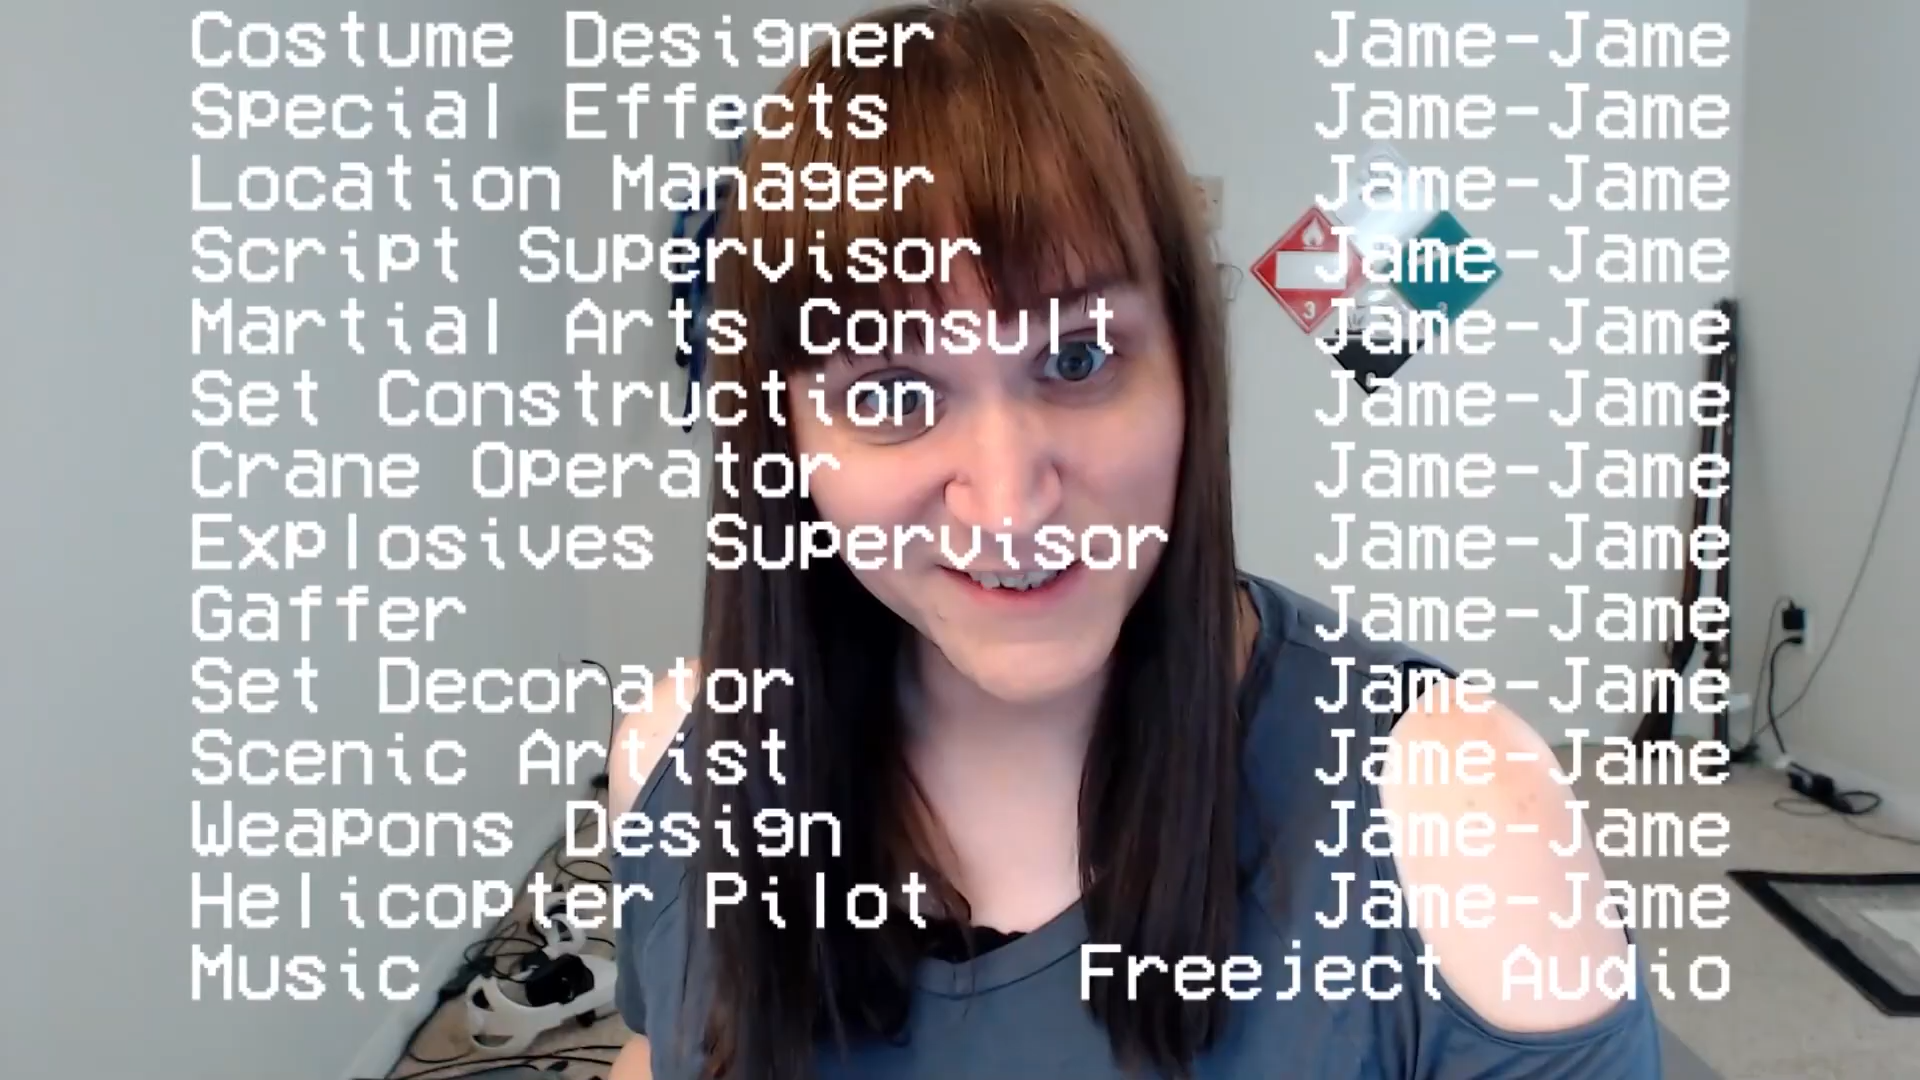 Costume Designer Jame-Jame
Special Effects Jame-Jame
Location Manager Jame-Jame
Script Supervisor Jame-Jame
Martial Arts Consult Jame-Jame
Set Construction Jame-Jame
Crane Operator Jame-Jame
Explosives Supervisor Jame-Jame
Gaffer Jame-Jame
Set Decorator Jame-Jame
Scenic Artist Jame-Jame
Weapons Design Jame-Jame
Helicopter Pilot Jame-Jame
Music Freeject Audio
3